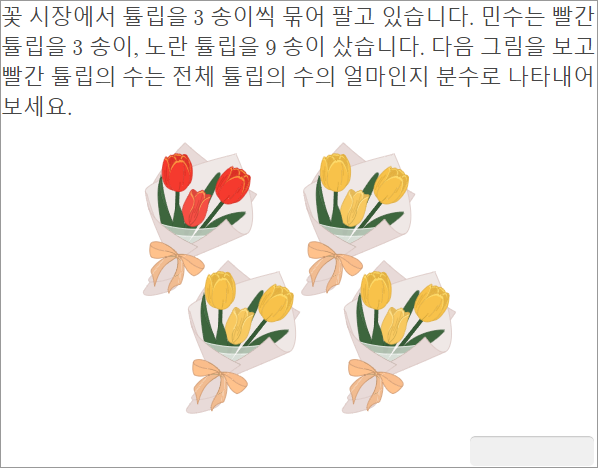 꽃 시장에서 튤립을 3 송이씩 묶어 팔고 있습니다. 민수는 빨간
튤립을 3 송이, 노란 튤립을 9 송이 샀습니다. 다음 그림을 보고
빨간 튤립의 수는 전체 튤립의 수의 얼마인지 분수로 나타내어
보세요.